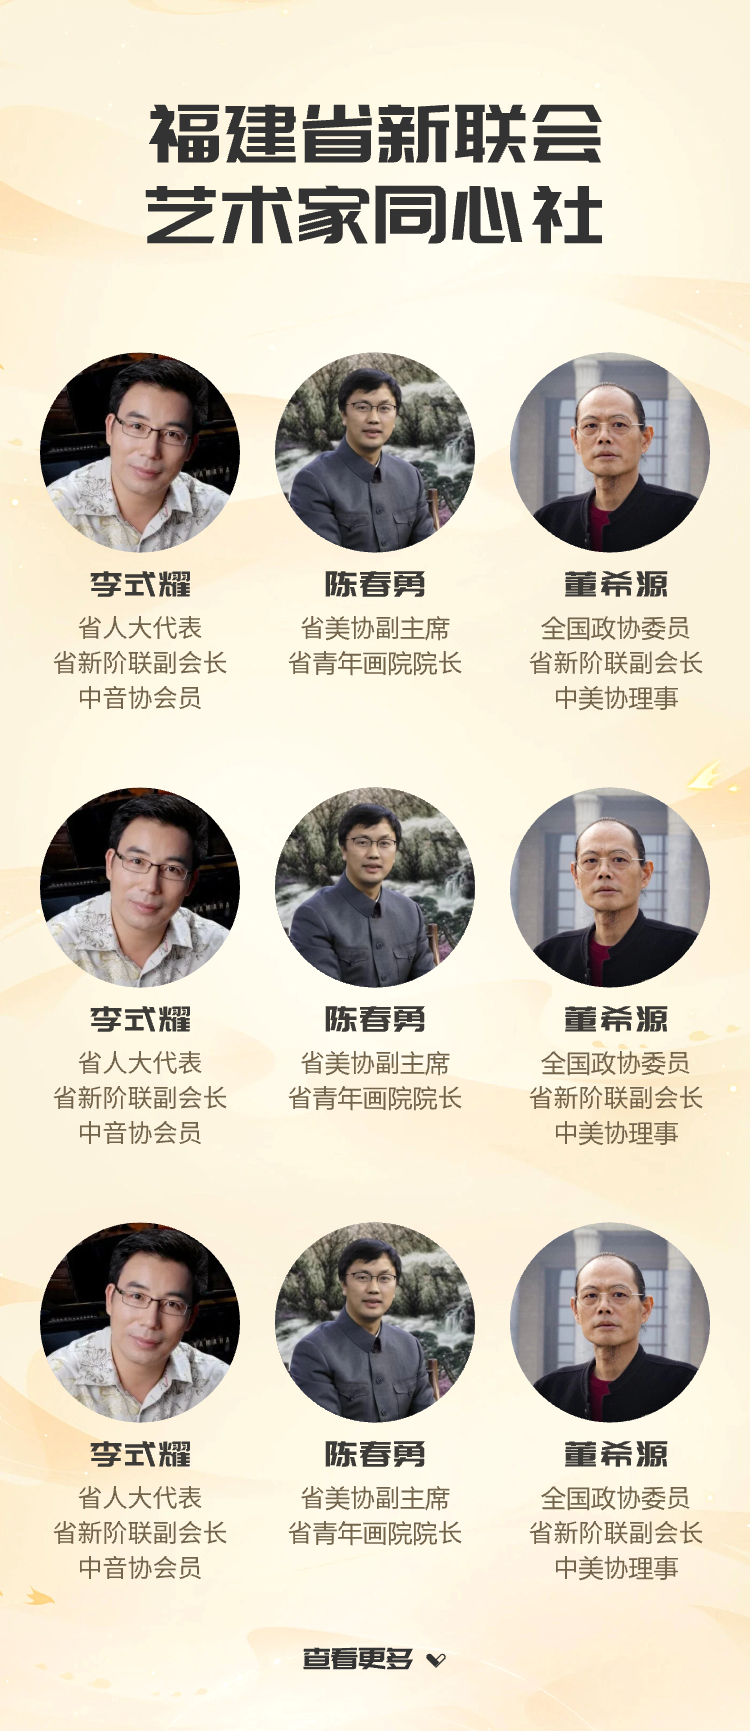 福建省新联会
艺术家同心社
李式耀
陈春勇
董希源
省人大代表
省美协副主席
全国政协委员
省新阶联副会长
省青年画院院长
省新阶联副会长
中音协会员
中美协理事
李式耀
陈春勇
董希源
省人大代表
省美协副主席
全国政协委员
省新阶联副会长
省青年画院院长
省新阶联副会长
中音协会员
中美协理事
李式耀
陈春勇
董希源
省人大代表
省美协副主席
全国政协委员
省新阶联副会长
省青年画院院长
省新阶联副会长
中音协会员
中美协理事
查看更多